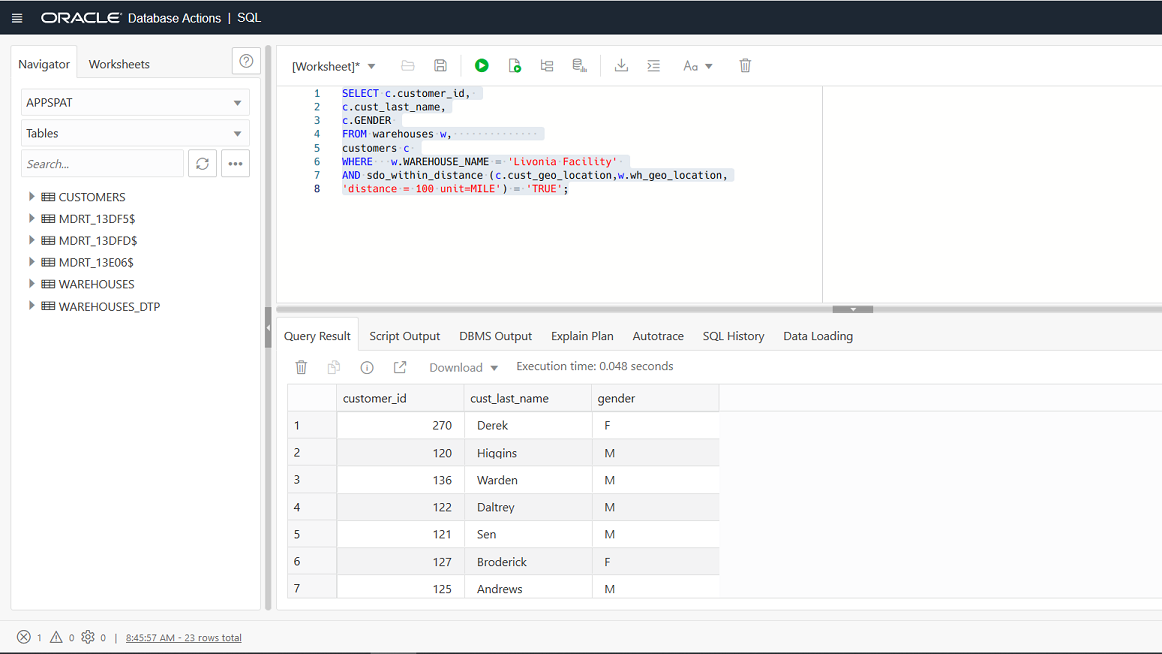 ORACLE Database Actions | SQL
Navigator Worksheets
APPSPAT
Tables
Search...
CUSTOMERS
MDRT_13DF5$
MDRT_13DFD$
MDRT_13E06$
WAREHOUSES
WAREHOUSES_DTP
[Worksheet]*
Aa
1 SELECT c.customer_id,
2 c.cust_last_name,
3 c.GENDER
4 FROM warehouses w,
5 customers c
6 WHERE w.WAREHOUSE_NAME = 'Livonia Facility'
7 AND sdo_within_distance (c.cust_geo_location,w.wh_geo_location,
8 'distance = 100 unit=MILE') = 'TRUE';
Query Result Script Output DBMS Output Explain Plan Autotrace SQL History Data Loading
Download Execution time: 0.048 seconds
customer_id cust_last_name gender
1 270 Derek F
2 120 Higgins M
3 136 Warden M
4 122 Daltrey M
5 121 Sen M
6 127 Broderick F
7 125 Andrews M
1 0 0 | 8:45:57 AM - 23 rows total